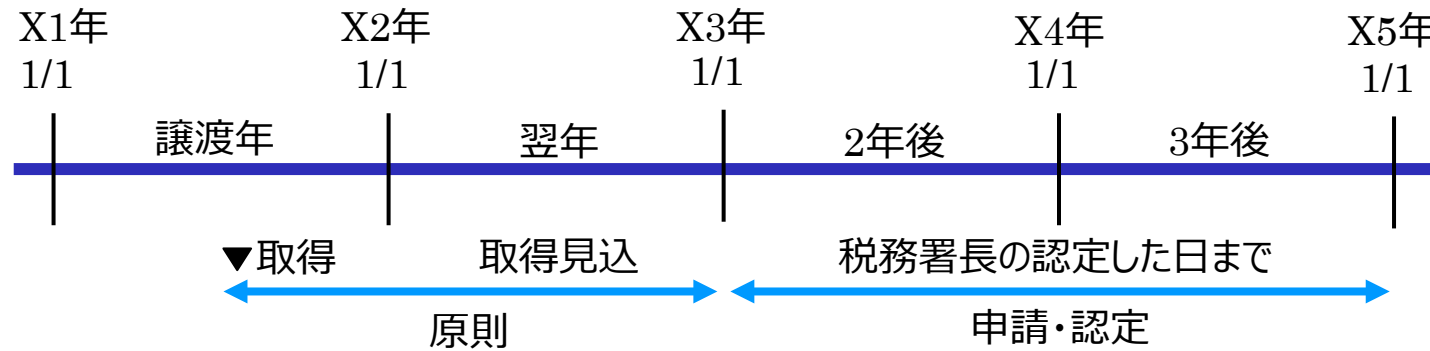 X1年
1/1
X2年
1/1
X3年
1/1
X4年
1/1
X5年
1/1
譲渡年
翌年
2年後
3年後
▼取得
取得見込
税務署長の認定した日まで
原則
申請・認定